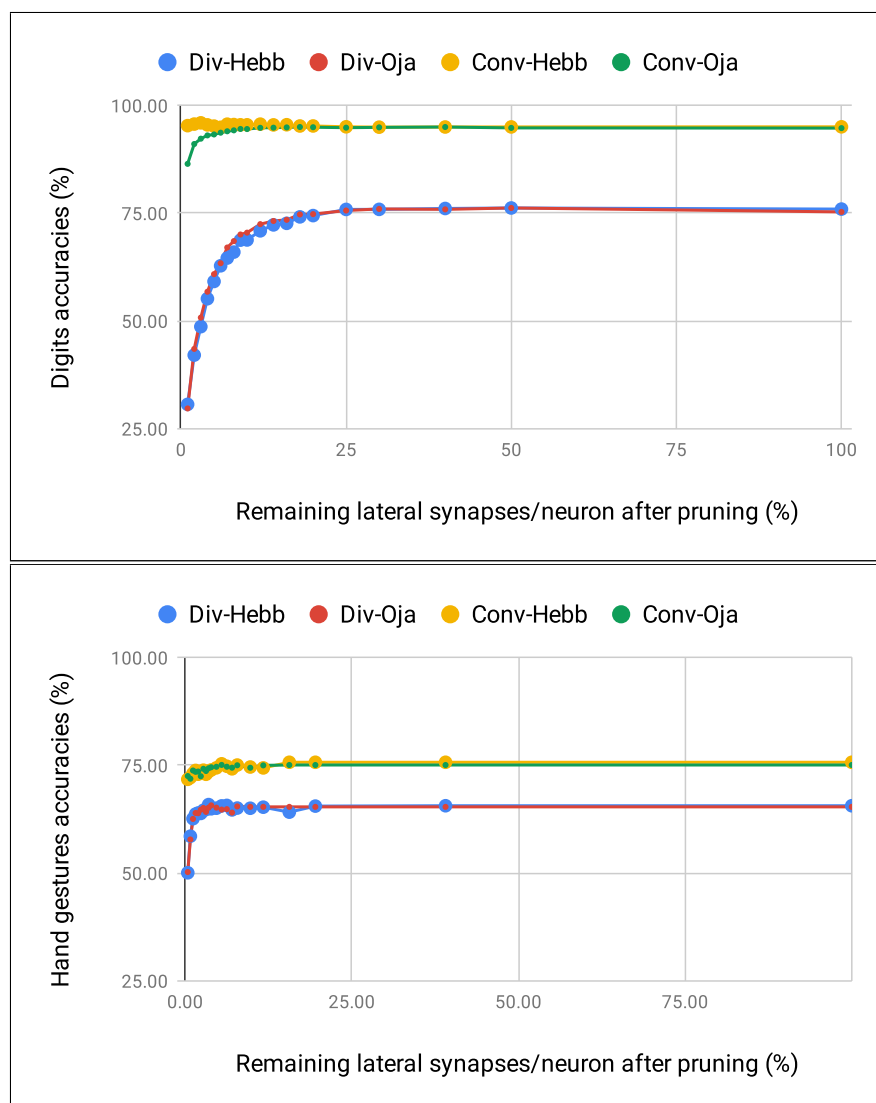 Div-Hebb Div-Oja Conv-Hebb Conv-Oja
Digits accuracies (%)
100.00
75.00
50.00
25.00
0 25 50 75 100
Remaining lateral synapses/neuron after pruning (%)
Div-Hebb Div-Oja Conv-Hebb Conv-Oja
Hand gestures accuracies (%)
100.00
75.00
50.00
25.00
0.00 25.00 50.00 75.00
Remaining lateral synapses/neuron after pruning (%)